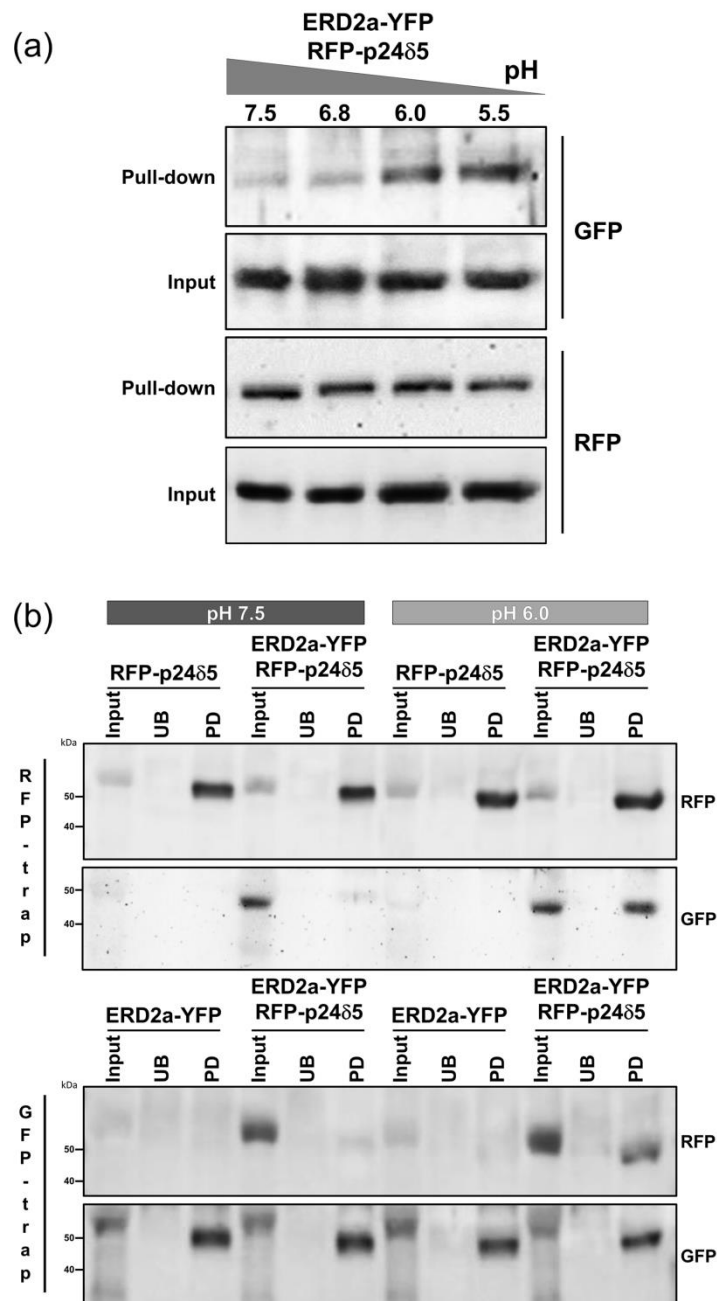 (a)
ERD2a-YFP
RFP-p24δ5
pH
7.5 6.8 6.0 5.5
Pull-down
Input
GFP
Pull-down
Input
RFP
(b)
pH 7.5 pH 6.0
ERD2a-YFP ERD2a-YFP
RFP-p24δ5 RFP-p24δ5 RFP-p24δ5 RFP-p24δ5
Input UB PD Input UB PD Input UB PD Input UB PD
kDa
50
40
RFP
50
40
GFP
RFP-trap
ERD2a-YFP ERD2a-YFP
ERD2a-YFP RFP-p24δ5 ERD2a-YFP RFP-p24δ5
Input UB PD Input UB PD Input UB PD Input UB PD
kDa
50
40
RFP
50
40
GFP
GFP-trap